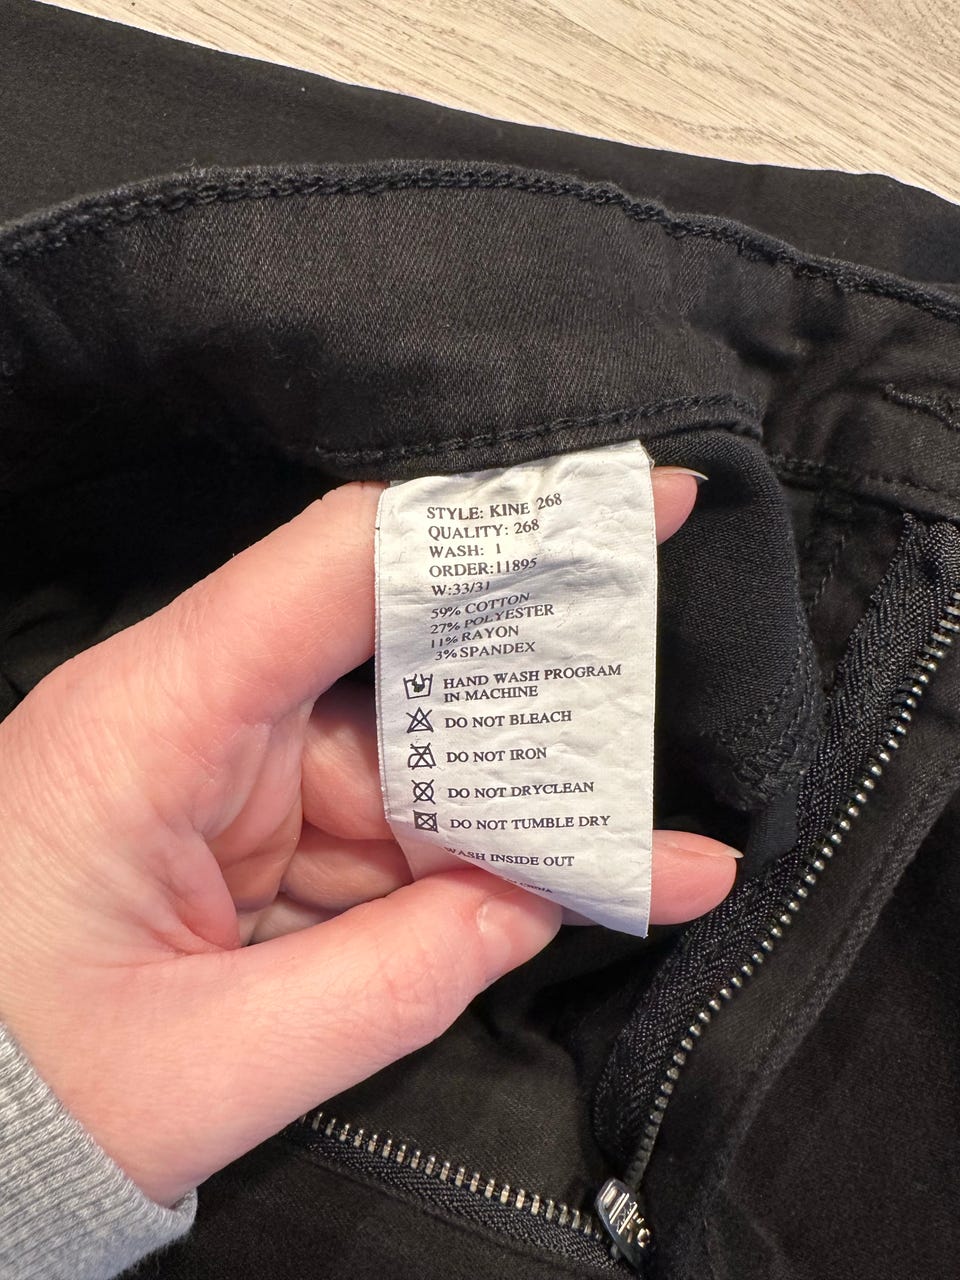 STYLE: KINE 268
QUALITY: 268
WASH: 1
ORDER:11895
W:33/31
59% COTTON
27% POLYESTER
11% RAYON
3% SPANDEX
HAND WASH PROGRAM
IN MACHINE
DO NOT BLEACH
DO NOT IRON
DO NOT DRYCLEAN
DO NOT TUMBLE DRY
WASH INSIDE OUT